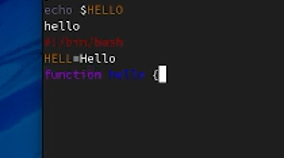 echo $HELLO
hello
#!/bin/bash
HELL=Hello
function hello {